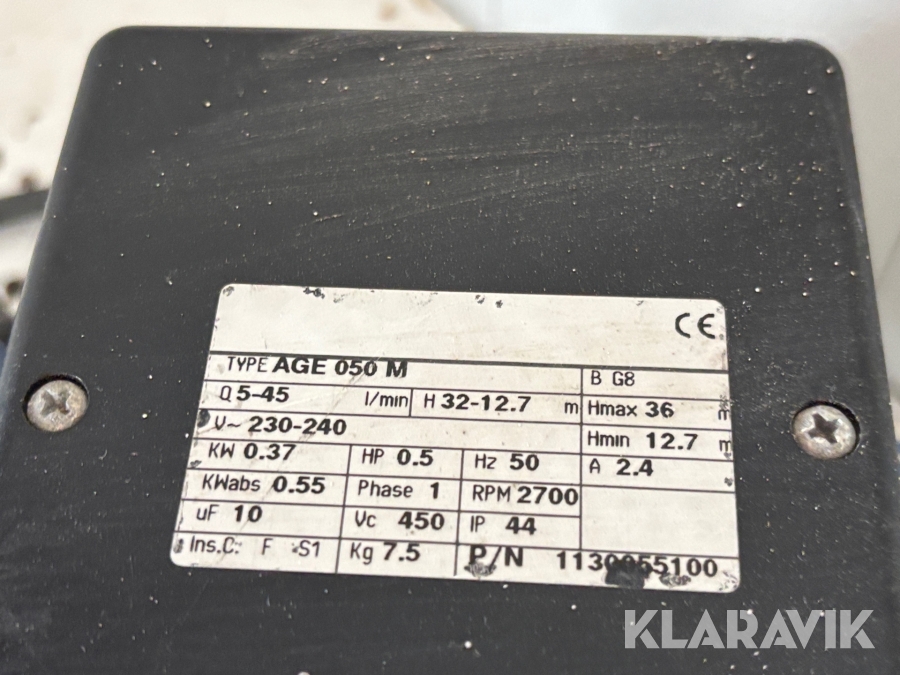 CE
TYPE AGE 050 M
B G8
Q 5-45 l/min H 32-12.7 m
Hmax 36 m
V~ 230-240
Hmin 12.7 m
KW 0.37 HP 0.5 Hz 50 A 2.4
KWabs 0.55 Phase 1 RPM 2700
uF 10 Vc 450 IP 44
Ins.C: F S1 Kg 7.5 P/N 1130055100
KLARAVIK